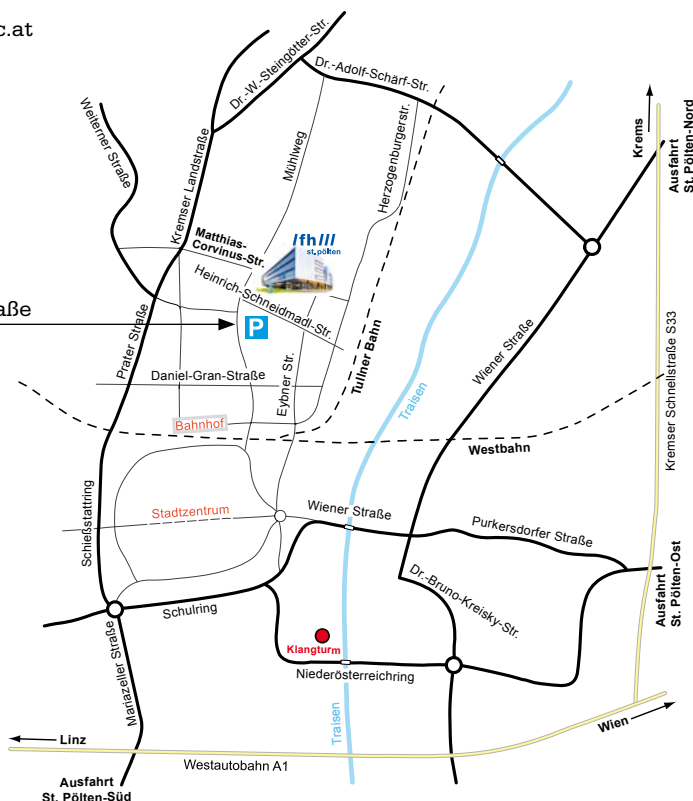 c.at
Dr.-W.-Steingötter-Str.
Dr.-Adolf-Schärf-Str.
Weiterner Straße
Kremser Landstraße
Mühlweg
Herzogenburgerstr.
Krems
Ausfahrt
St. Pölten-Nord
Matthias-
Corvinus-Str.
/fh///
st.pölten
Heinrich-Schneidmadl-Str.
aße
P
Prater Straße
Daniel-Gran-Straße
Eybner Str.
Tullner Bahn
Traisen
Wiener Straße
Kremser Schnellstraße S33
Bahnhof
Westbahn
Schießstattring
Stadtzentrum
Wiener Straße
Purkersdorfer Straße
Dr.-Bruno-Kreisky-Str.
Ausfahrt
St. Pölten-Ost
Schulring
Klangturm
Mariazeller Straße
Niederösterreichring
Traisen
Linz
Wien
Westautobahn A1
Ausfahrt
St. Pölten-Süd